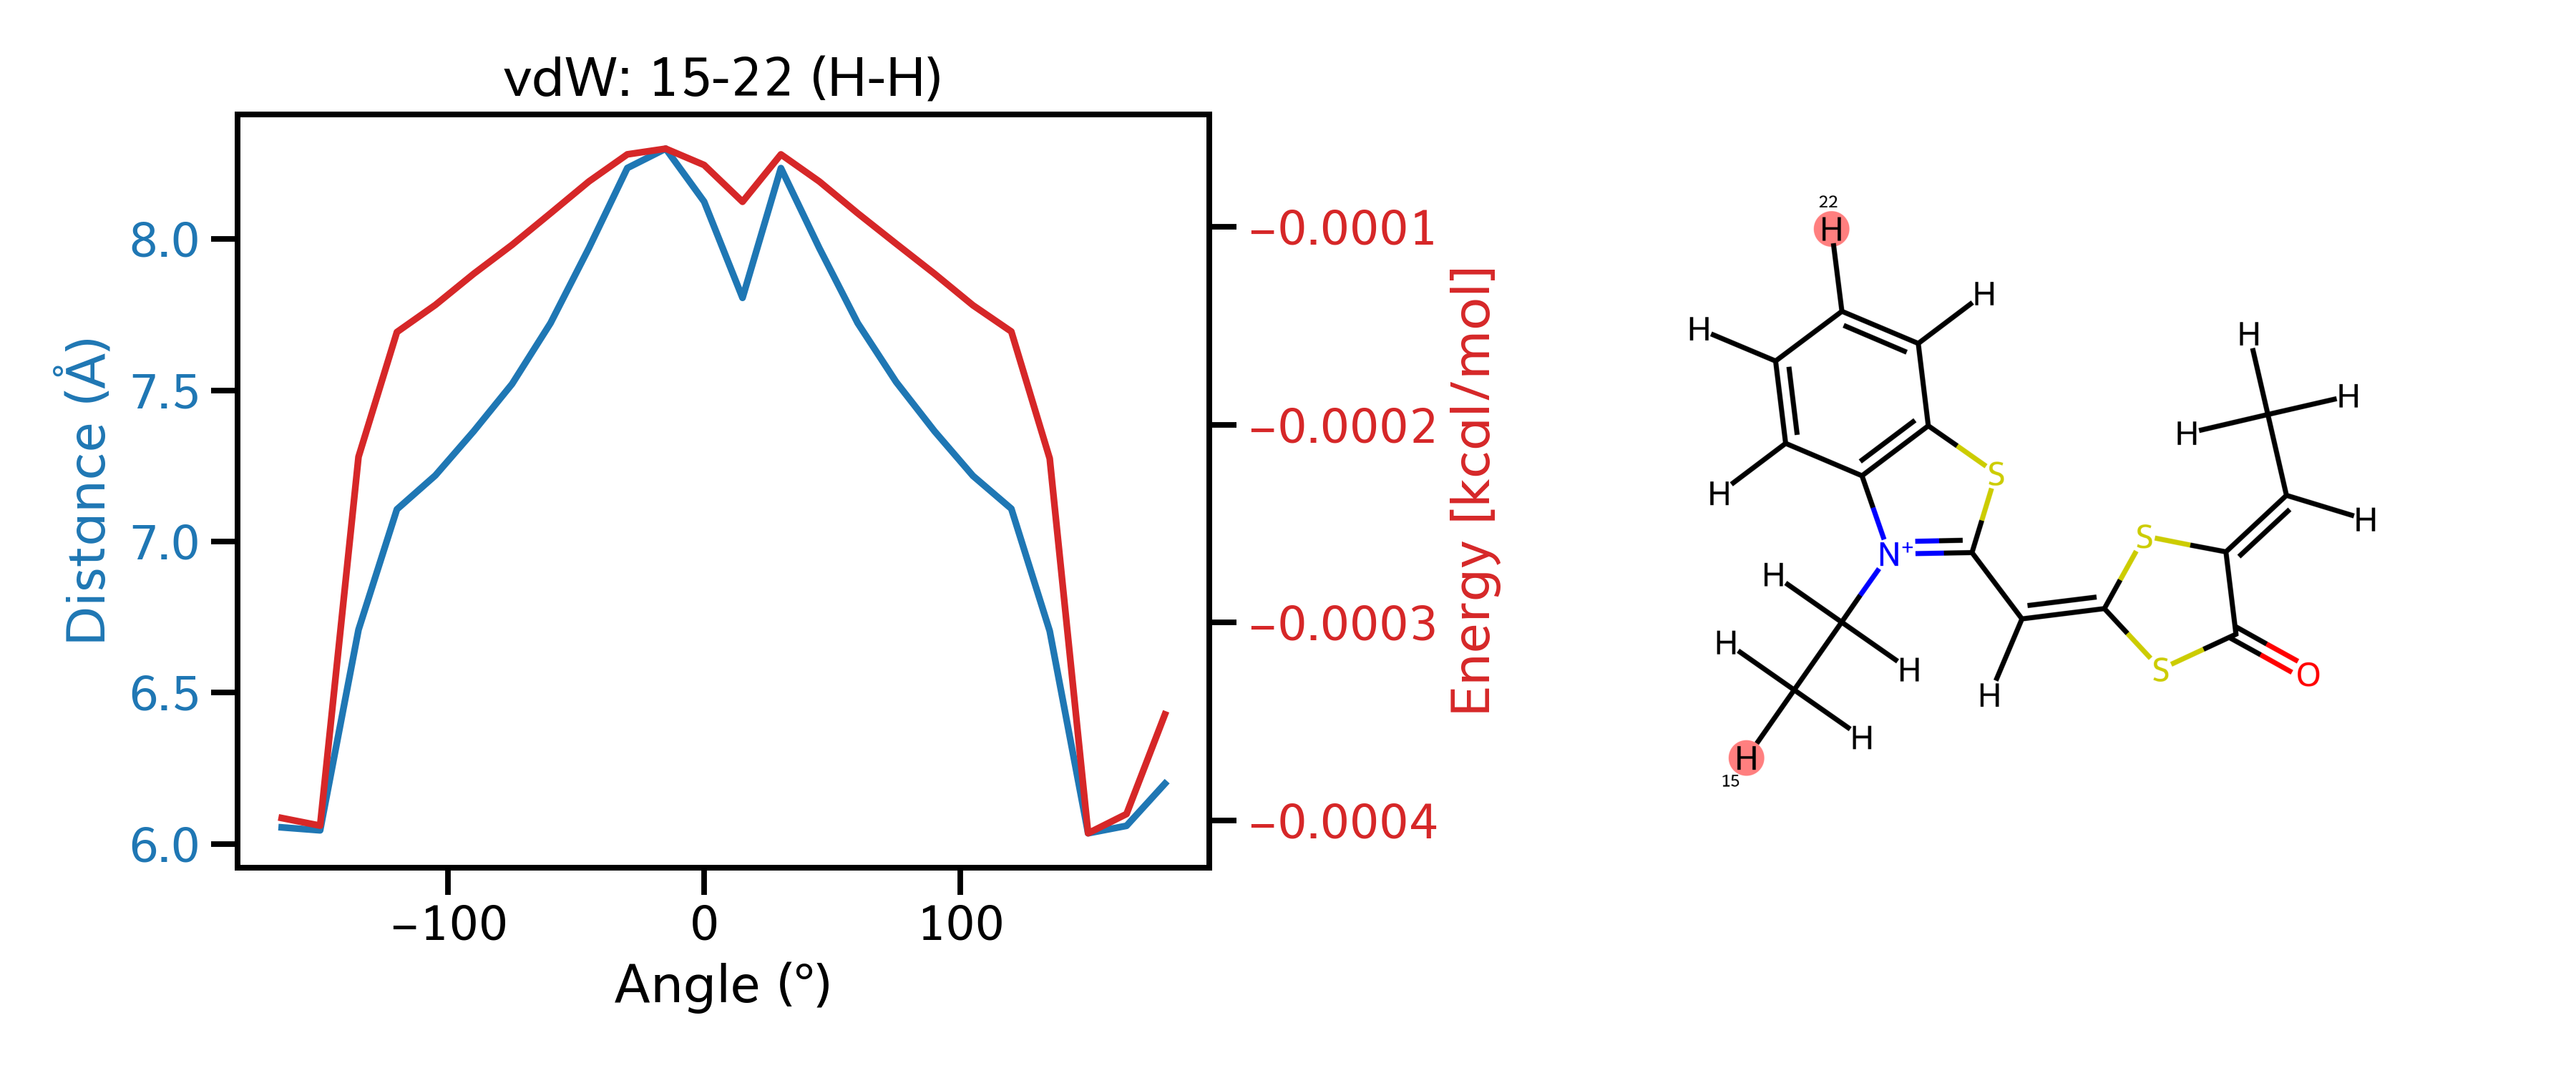 vdW: 15-22 (H-H)
Distance (Å)
8.0
7.5
7.0
6.5
6.0
−100
0
100
Angle (°)
−0.0001
−0.0002
−0.0003
−0.0004
Energy [kcal/mol]
22
H
H
H
H
H
H
H
S
H
H
S
N+
H
H
H
S
O
H
H
H
15